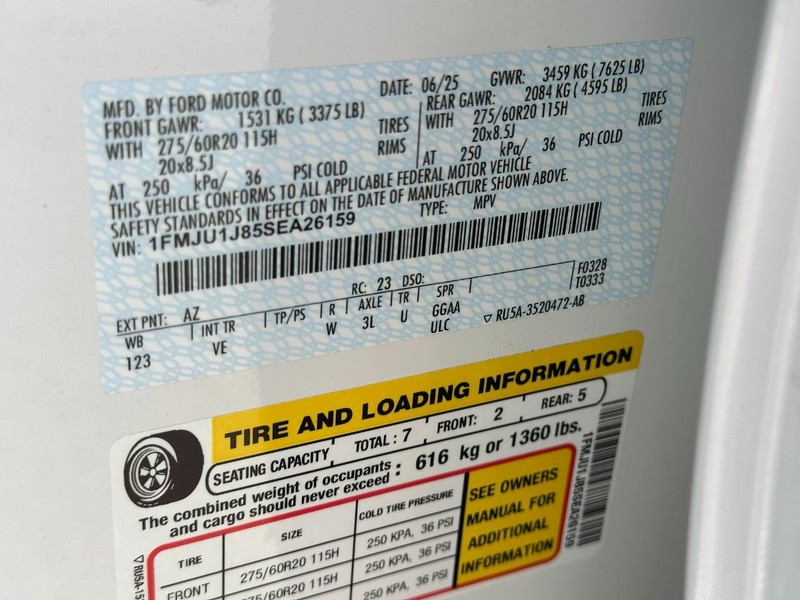 MFD. BY FORD MOTOR CO.
DATE: 06/25
GVWR: 3459 KG ( 7625 LB)
FRONT GAWR: 1531 KG ( 3375 LB)
WITH 275/60R20 115H TIRES
20x8.5J RIMS
AT 250 kPa/ 36 PSI COLD
REAR GAWR: 2084 KG ( 4595 LB)
WITH 275/60R20 115H TIRES
20x8.5J RIMS
AT 250 kPa/ 36 PSI COLD
THIS VEHICLE CONFORMS TO ALL APPLICABLE FEDERAL MOTOR VEHICLE
SAFETY STANDARDS IN EFFECT ON THE DATE OF MANUFACTURE SHOWN ABOVE.
VIN: 1FMJU1J85SEA26159
TYPE: MPV
EXT PNT: AZ
RC: 23 DSO:
F0328
T0333
WB INT TR TP/PS R AXLE TR SPR
123 VE W 3L U GGAA
ULC
▽ RU5A-3520472-AB
TIRE AND LOADING INFORMATION
SEATING CAPACITY TOTAL : 7 FRONT: 2 REAR: 5
The combined weight of occupants
and cargo should never exceed : 616 kg or 1360 lbs.
TIRE SIZE COLD TIRE PRESSURE
FRONT 275/60R20 115H 250 KPA, 36 PSI
275/60R20 115H 250 KPA, 36 PSI
250 KPA, 36 PSI
SEE OWNERS
MANUAL FOR
ADDITIONAL
INFORMATION
1FMJU1J85SEA26159